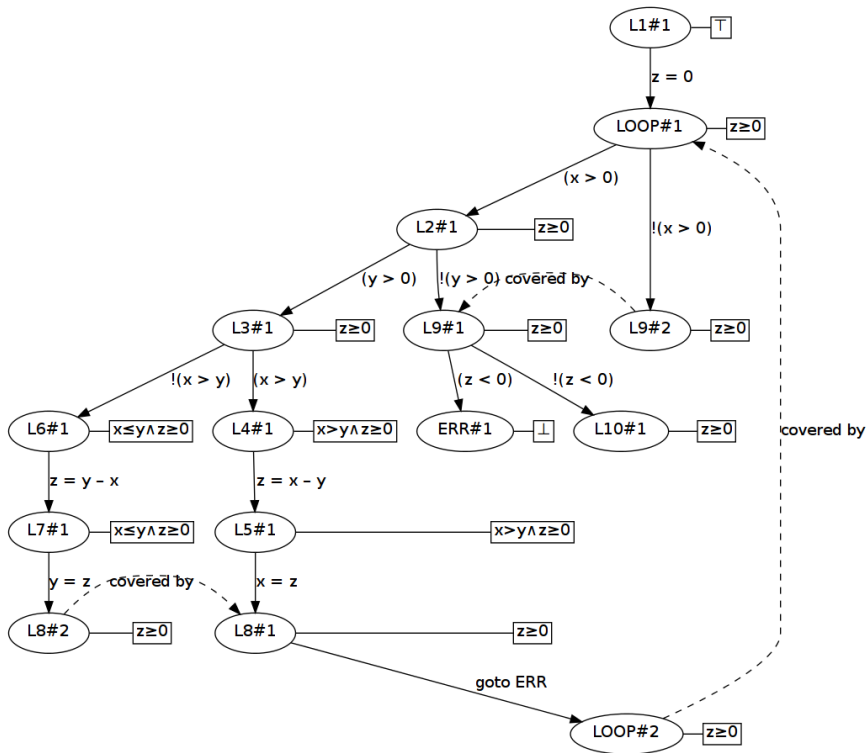 L1#1 ⊤
z = 0
LOOP#1 z≥0
(x > 0)
!(x > 0)
L2#1 z≥0
(y > 0) !(y > 0) covered by
L3#1 z≥0 L9#1 z≥0 L9#2 z≥0
!(x > y) (x > y) (z < 0) !(z < 0)
L6#1 x≤y∧z≥0 L4#1 x>y∧z≥0 ERR#1 ⊥ L10#1 z≥0
covered by
z = y – x z = x – y
L7#1 x≤y∧z≥0 L5#1 x>y∧z≥0
y = z covered by x = z
L8#2 z≥0 L8#1 z≥0
goto ERR
LOOP#2 z≥0